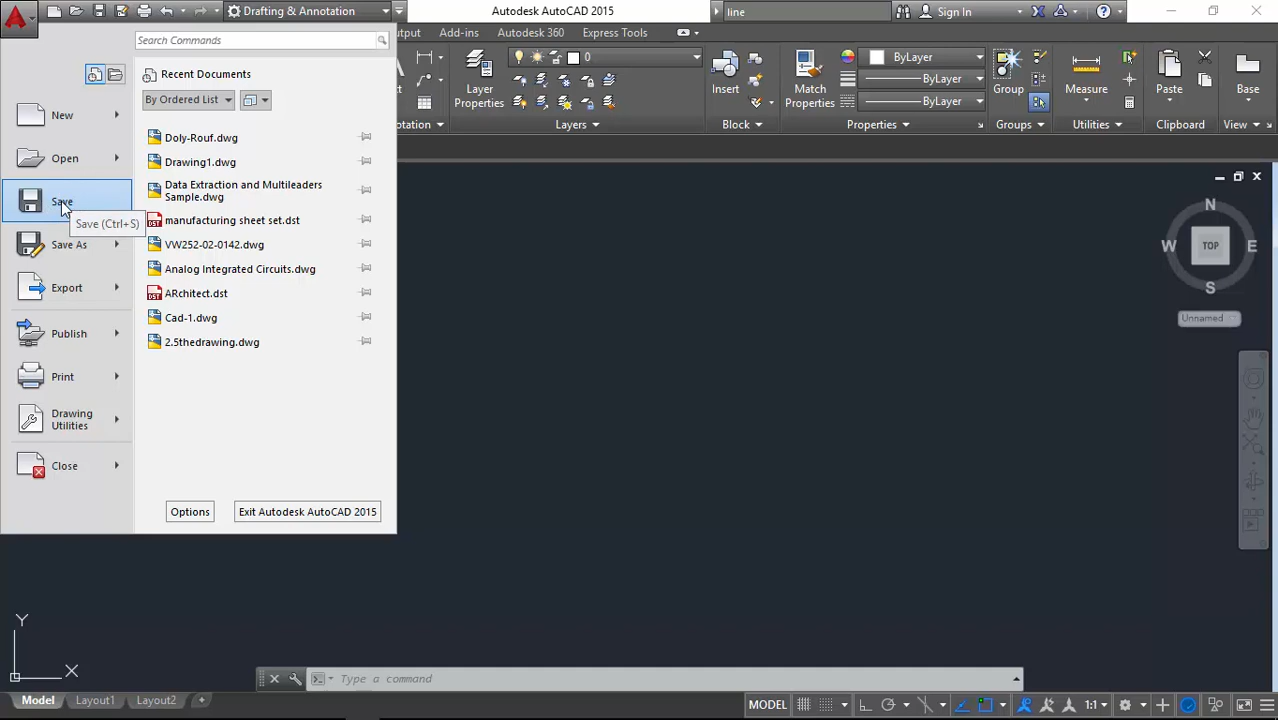 Drafting & Annotation
Autodesk AutoCAD 2015
line
Sign In
Search Commands
Add-ins
Autodesk 360
Express Tools
Recent Documents
By Ordered List
New
Open
Save
Save (Ctrl+S)
Save As
Export
Publish
Print
Drawing
Utilities
Close
Doly-Rouf.dwg
Drawing1.dwg
Data Extraction and Multileaders
Sample.dwg
manufacturing sheet set.dst
VW252-02-0142.dwg
Analog Integrated Circuits.dwg
ARchitect.dst
Cad-1.dwg
2.5thedrawing.dwg
Options
Exit Autodesk AutoCAD 2015
0
Layer
Properties
Layers
Insert
Block
Match
Properties
ByLayer
ByLayer
ByLayer
Properties
Group
Groups
Measure
Utilities
Paste
Clipboard
Base
View
N
W
TOP
E
S
Unnamed
Y
X
Type a command
Model
Layout1
Layout2
MODEL
1:1